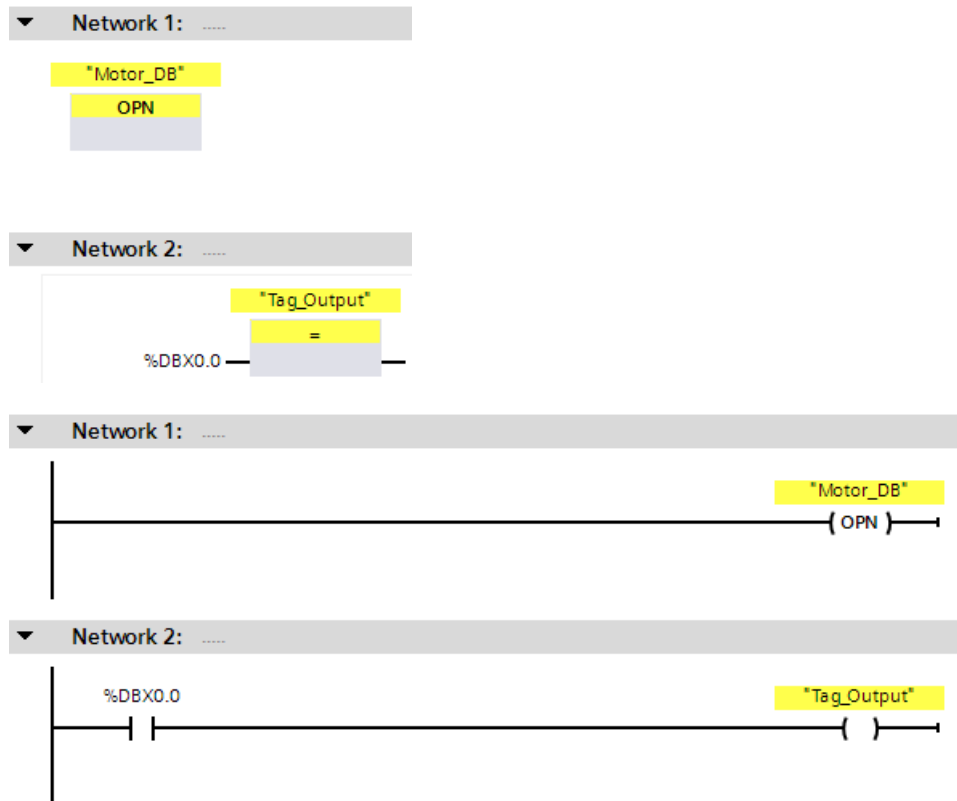 Network 1: .....
"Motor_DB"
OPN
Network 2: .....
"Tag_Output"
=
%DBX0.0
Network 1: .....
"Motor_DB"
( OPN )
Network 2: .....
%DBX0.0 "Tag_Output"
( )